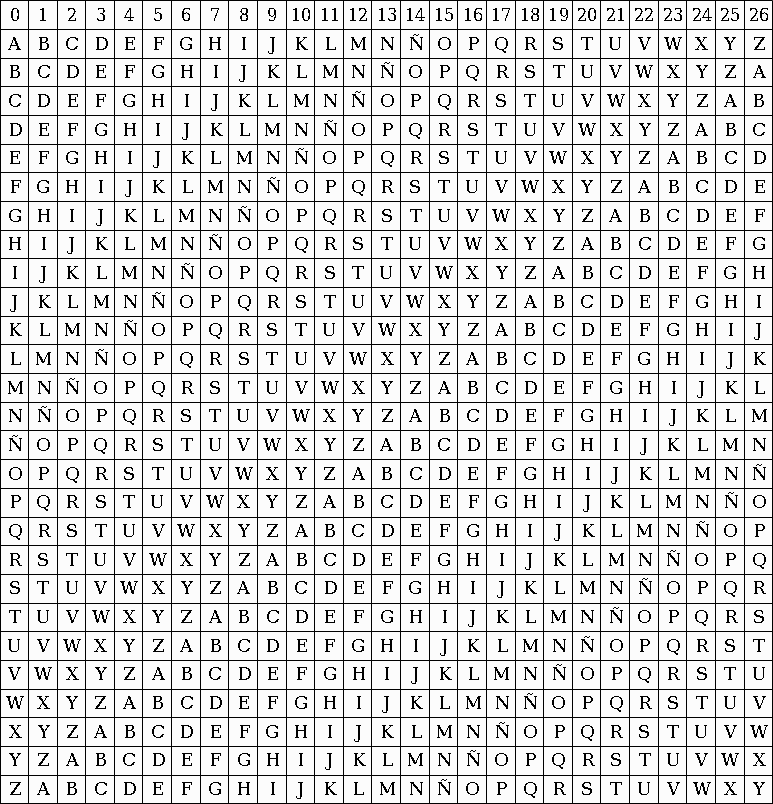 0 1 2 3 4 5 6 7 8 9 10 11 12 13 14 15 16 17 18 19 20 21 22 23 24 25 26
A B C D E F G H I J K L M N Ñ O P Q R S T U V W X Y Z
B C D E F G H I J K L M N Ñ O P Q R S T U V W X Y Z A
C D E F G H I J K L M N Ñ O P Q R S T U V W X Y Z A B
D E F G H I J K L M N Ñ O P Q R S T U V W X Y Z A B C
E F G H I J K L M N Ñ O P Q R S T U V W X Y Z A B C D
F G H I J K L M N Ñ O P Q R S T U V W X Y Z A B C D E
G H I J K L M N Ñ O P Q R S T U V W X Y Z A B C D E F
H I J K L M N Ñ O P Q R S T U V W X Y Z A B C D E F G
I J K L M N Ñ O P Q R S T U V W X Y Z A B C D E F G H
J K L M N Ñ O P Q R S T U V W X Y Z A B C D E F G H I
K L M N Ñ O P Q R S T U V W X Y Z A B C D E F G H I J
L M N Ñ O P Q R S T U V W X Y Z A B C D E F G H I J K
M N Ñ O P Q R S T U V W X Y Z A B C D E F G H I J K L
N Ñ O P Q R S T U V W X Y Z A B C D E F G H I J K L M
Ñ O P Q R S T U V W X Y Z A B C D E F G H I J K L M N
O P Q R S T U V W X Y Z A B C D E F G H I J K L M N Ñ
P Q R S T U V W X Y Z A B C D E F G H I J K L M N Ñ O
Q R S T U V W X Y Z A B C D E F G H I J K L M N Ñ O P
R S T U V W X Y Z A B C D E F G H I J K L M N Ñ O P Q
S T U V W X Y Z A B C D E F G H I J K L M N Ñ O P Q R
T U V W X Y Z A B C D E F G H I J K L M N Ñ O P Q R S
U V W X Y Z A B C D E F G H I J K L M N Ñ O P Q R S T
V W X Y Z A B C D E F G H I J K L M N Ñ O P Q R S T U
W X Y Z A B C D E F G H I J K L M N Ñ O P Q R S T U V
X Y Z A B C D E F G H I J K L M N Ñ O P Q R S T U V W
Y Z A B C D E F G H I J K L M N Ñ O P Q R S T U V W X
Z A B C D E F G H I J K L M N Ñ O P Q R S T U V W X Y